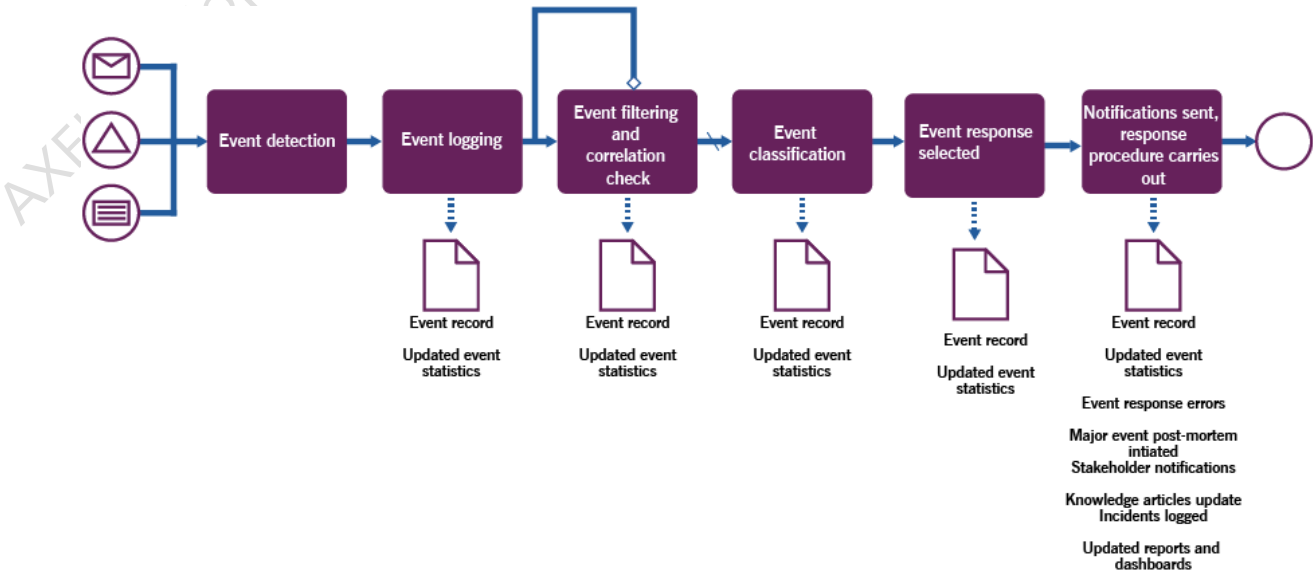 Event detection
Event logging
Event filtering
and
correlation
check
Event
classification
Event response
selected
Notifications sent,
response
procedure carries
out
Event record
Updated event
statistics
Event record
Updated event
statistics
Event record
Updated event
statistics
Event record
Updated event
statistics
Event record
Updated event
statistics
Event response errors
Major event post-mortem
intiated
Stakeholder notifications
Knowledge articles update
Incidents logged
Updated reports and
dashboards